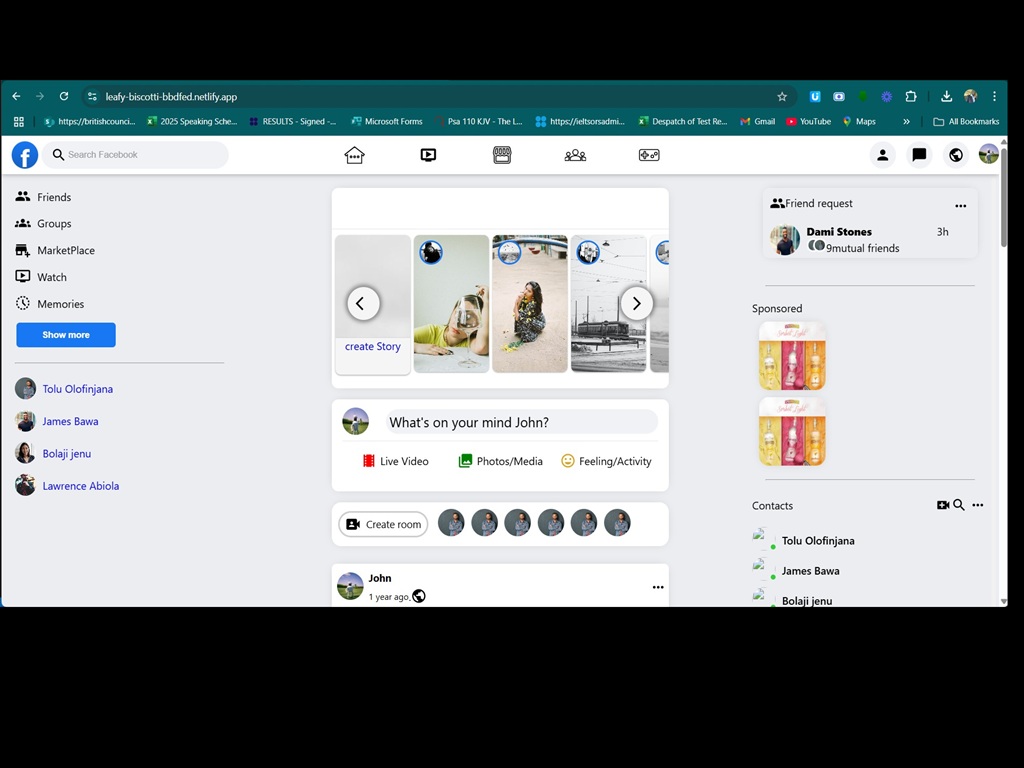 leafy-biscotti-bbdfed.netlify.app
https://britishcounci...
2025 Speaking Sche...
RESULTS - Signed -...
Microsoft Forms
Psa 110 KJV - The L...
https://ieltsorsadmi...
Despatch of Test Re...
Gmail
YouTube
Maps
»
All Bookmarks
f
Search Facebook
Friends
Groups
MarketPlace
Watch
Memories
Show more
Tolu Olofinjana
James Bawa
Bolaji jenu
Lawrence Abiola
create Story
What's on your mind John?
Live Video
Photos/Media
Feeling/Activity
Create room
John
1 year ago,
Friend request
Dami Stones
3h
9mutual friends
Sponsored
Contacts
Tolu Olofinjana
James Bawa
Bolaji jenu